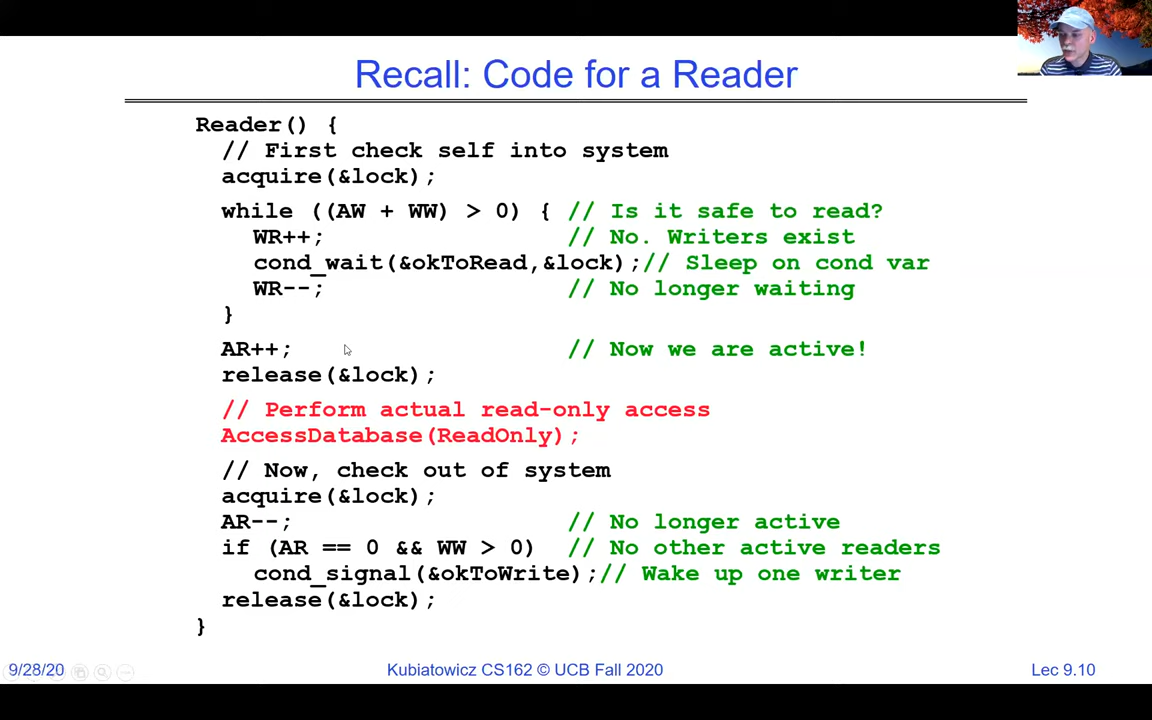 Recall: Code for a Reader
Reader() {
// First check self into system
acquire(&lock);
while ((AW + WW) > 0) { // Is it safe to read?
WR++; // No. Writers exist
cond_wait(&okToRead,&lock);// Sleep on cond var
WR--; // No longer waiting
}
AR++; // Now we are active!
release(&lock);
// Perform actual read-only access
AccessDatabase(ReadOnly);
// Now, check out of system
acquire(&lock);
AR--; // No longer active
if (AR == 0 && WW > 0) // No other active readers
cond_signal(&okToWrite);// Wake up one writer
release(&lock);
}
9/28/20 Kubiatowicz CS162 © UCB Fall 2020 Lec 9.10